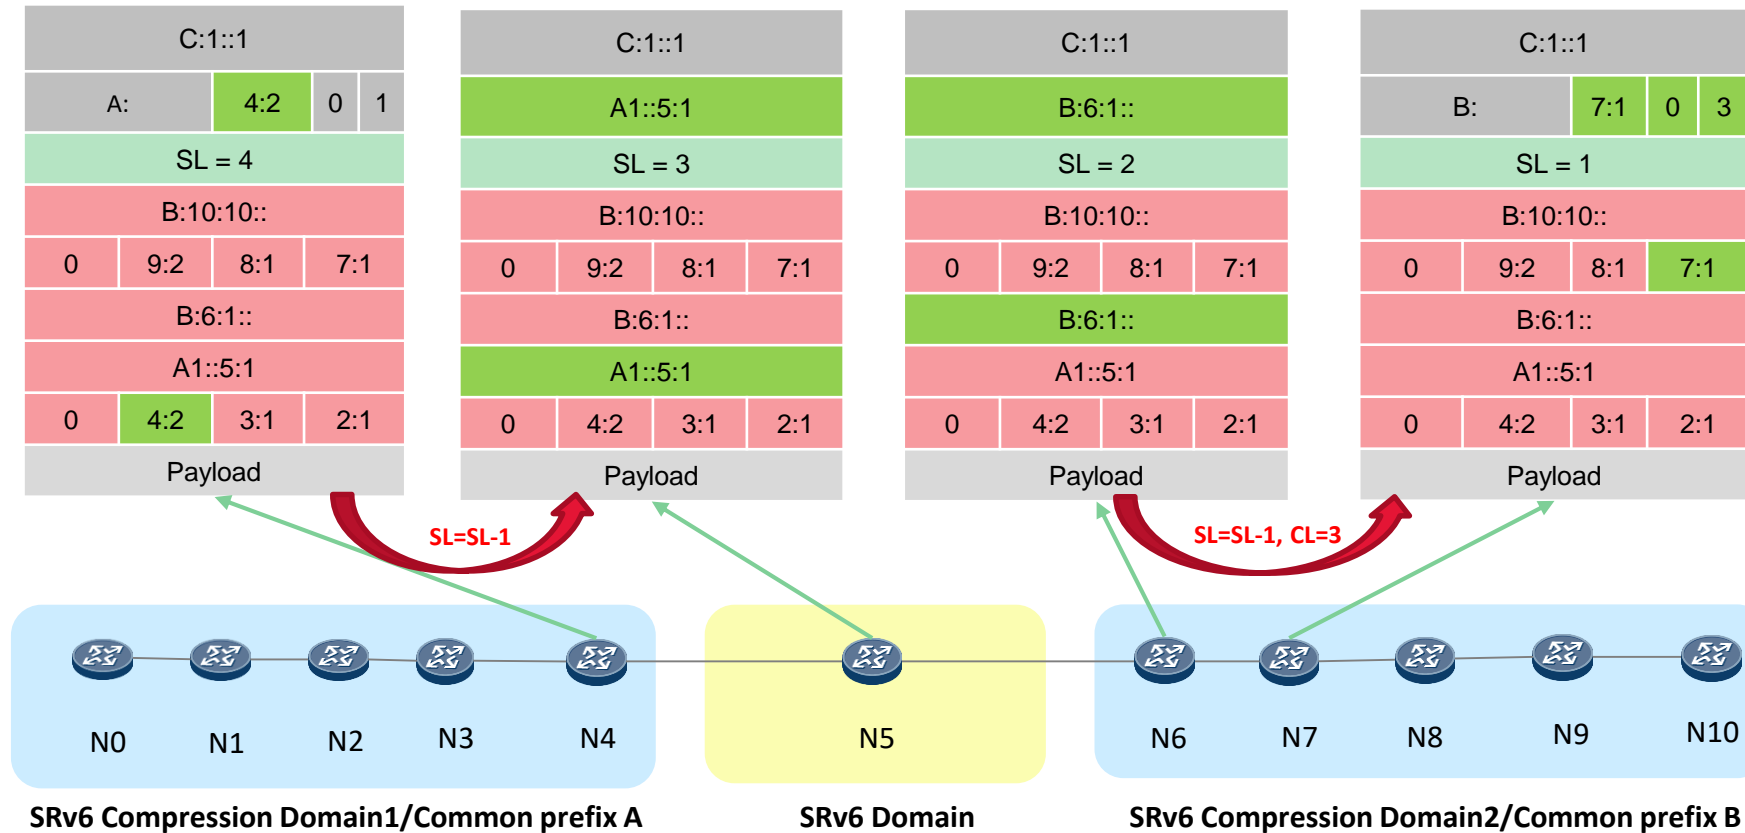 C:1::1 C:1::1 C:1::1 C:1::1
A: 4:2 0 1 A1::5:1 B:6:1:: B: 7:1 0 3
SL = 4 SL = 3 SL = 2 SL = 1
B:10:10:: B:10:10:: B:10:10:: B:10:10::
0 9:2 8:1 7:1 0 9:2 8:1 7:1 0 9:2 8:1 7:1 0 9:2 8:1 7:1
B:6:1:: B:6:1:: B:6:1:: B:6:1::
A1::5:1 A1::5:1 A1::5:1 A1::5:1
0 4:2 3:1 2:1 0 4:2 3:1 2:1 0 4:2 3:1 2:1 0 4:2 3:1 2:1
Payload Payload Payload Payload
SL=SL-1 SL=SL-1, CL=3
N0 N1 N2 N3 N4 N5 N6 N7 N8 N9 N10
SRv6 Compression Domain1/Common prefix A SRv6 Domain SRv6 Compression Domain2/Common prefix B